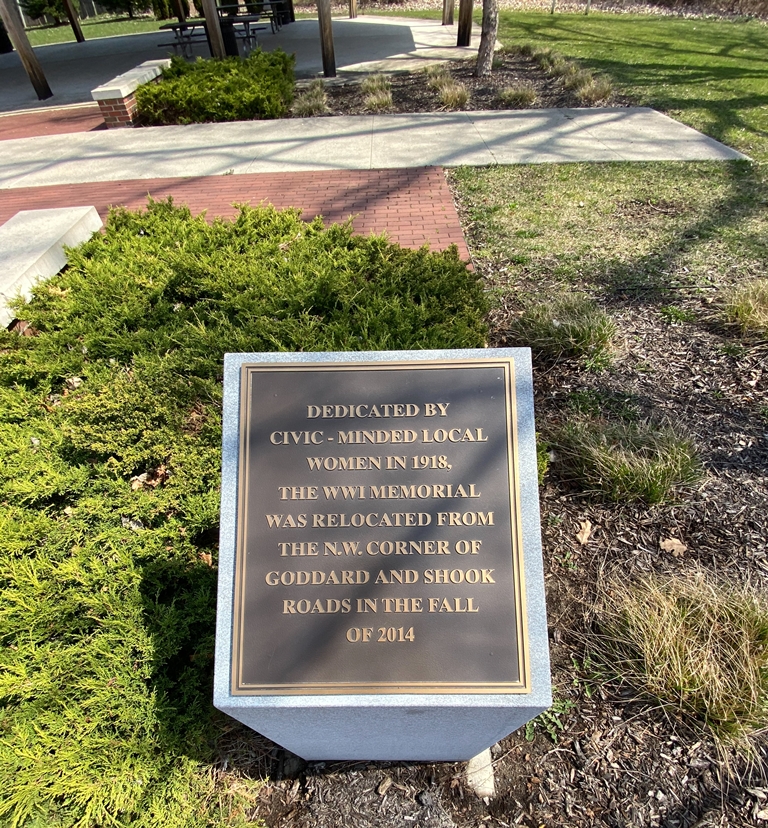 DEDICATED BY
CIVIC - MINDED LOCAL
WOMEN IN 1918,
THE WWI MEMORIAL
WAS RELOCATED FROM
THE N.W. CORNER OF
GODDARD AND SHOOK
ROADS IN THE FALL
OF 2014